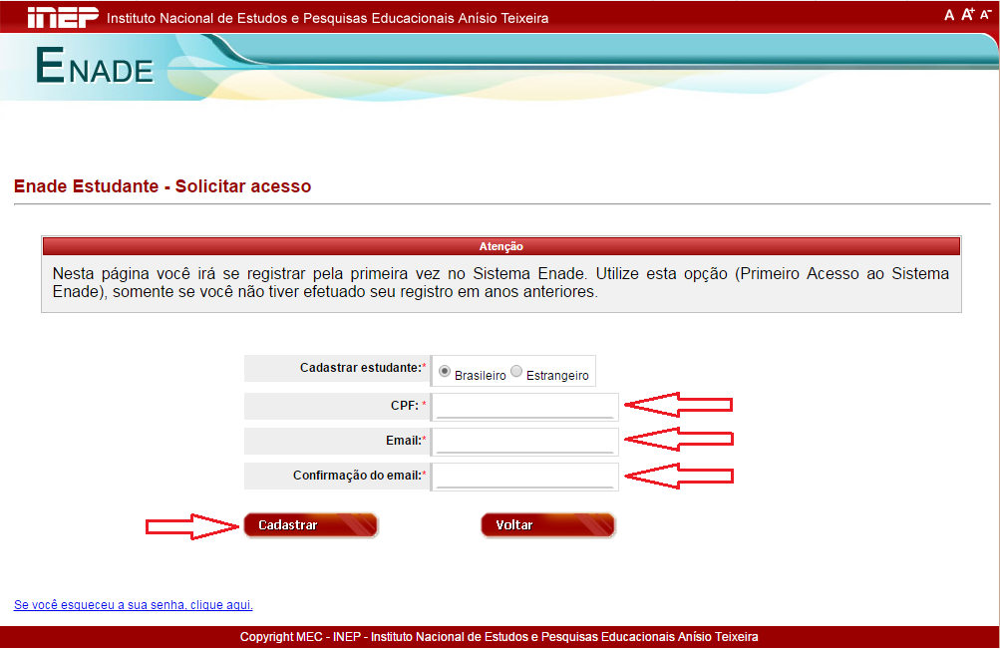 inep Instituto Nacional de Estudos e Pesquisas Educacionais Anísio Teixeira A A+ A-
ENADE
Enade Estudante - Solicitar acesso
Atenção
Nesta página você irá se registrar pela primeira vez no Sistema Enade. Utilize esta opção (Primeiro Acesso ao Sistema
Enade), somente se você não tiver efetuado seu registro em anos anteriores.
Cadastrar estudante:* Brasileiro Estrangeiro
CPF: *
Email:*
Confirmação do email:*
Cadastrar Voltar
Se você esqueceu a sua senha, clique aqui.
Copyright MEC - INEP - Instituto Nacional de Estudos e Pesquisas Educacionais Anísio Teixeira